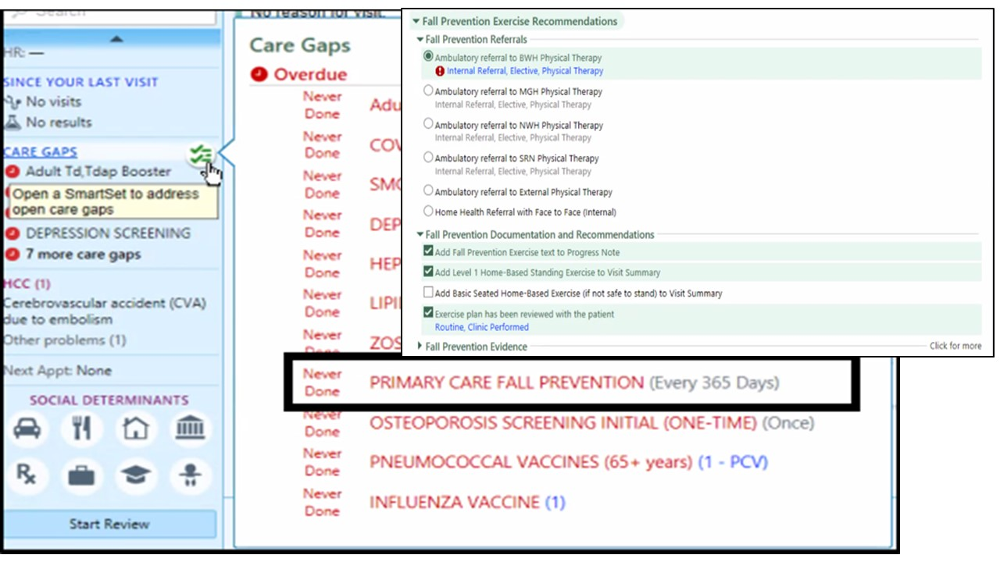 Search
HR: —
SINCE YOUR LAST VISIT
No visits
No results
CARE GAPS
Adult Td,Tdap Booster
Open a SmartSet to address
open care gaps
DEPRESSION SCREENING
7 more care gaps
HCC (1)
Cerebrovascular accident (CVA)
due to embolism
Other problems (1)
Next Appt: None
SOCIAL DETERMINANTS
Rx
Start Review
No reason for visit.
Care Gaps
Overdue
Never
Done
Adu
Never
Done
COV
Never
Done
SMO
Never
Done
DEP
Never
Done
HEP
Never
Done
LIPI
Never
Done
ZOS
Never
Done
PRIMARY CARE FALL PREVENTION (Every 365 Days)
Never
Done
OSTEOPOROSIS SCREENING INITIAL (ONE-TIME) (Once)
Never
Done
PNEUMOCOCCAL VACCINES (65+ years) (1 - PCV)
Never
Done
INFLUENZA VACCINE (1)
Fall Prevention Exercise Recommendations
Fall Prevention Referrals
Ambulatory referral to BWH Physical Therapy
Internal Referral, Elective, Physical Therapy
Ambulatory referral to MGH Physical Therapy
Internal Referral, Elective, Physical Therapy
Ambulatory referral to NWH Physical Therapy
Internal Referral, Elective, Physical Therapy
Ambulatory referral to SRN Physical Therapy
Internal Referral, Elective, Physical Therapy
Ambulatory referral to External Physical Therapy
Home Health Referral with Face to Face (Internal)
Fall Prevention Documentation and Recommendations
Add Fall Prevention Exercise text to Progress Note
Add Level 1 Home-Based Standing Exercise to Visit Summary
Add Basic Seated Home-Based Exercise (if not safe to stand) to Visit Summary
Exercise plan has been reviewed with the patient
Routine, Clinic Performed
Fall Prevention Evidence
Click for more